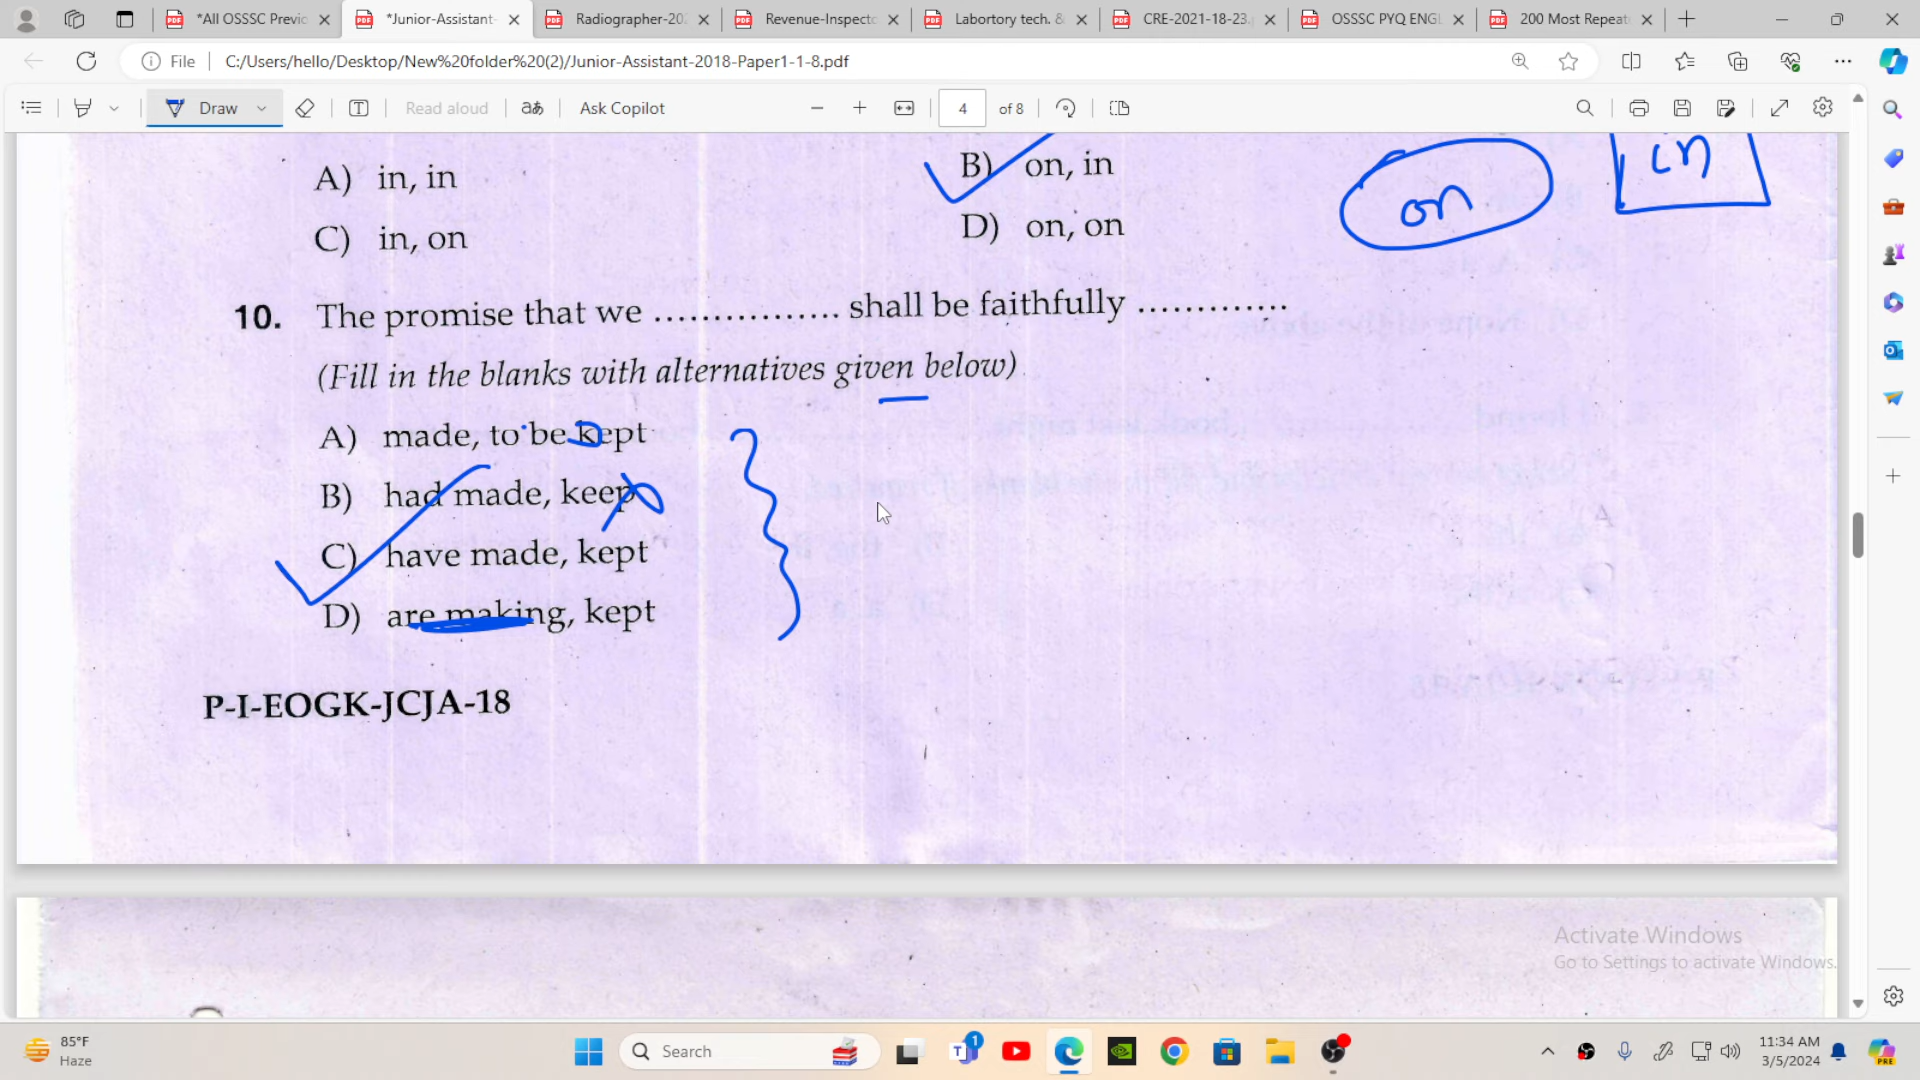 *All OSSSC Previo
*Junior-Assistant-
Radiographer-202
Revenue-Inspecto
Labortory tech. &
CRE-2021-18-23.p
OSSSC PYQ ENGL
200 Most Repeat
File
C:/Users/hello/Desktop/New%20folder%20(2)/Junior-Assistant-2018-Paper1-1-8.pdf
Draw
Read aloud
Ask Copilot
4 of 8
A) in, in
B) on, in
C) in, on
D) on, on
on
in
10. The promise that we ................ shall be faithfully .............
(Fill in the blanks with alternatives given below)
A) made, to be kept
B) had made, keep
C) have made, kept
D) are making, kept
P-I-EOGK-JCJA-18
Activate Windows
Go to Settings to activate Windows.
85°F
Haze
Search
1
11:34 AM
3/5/2024
PRE